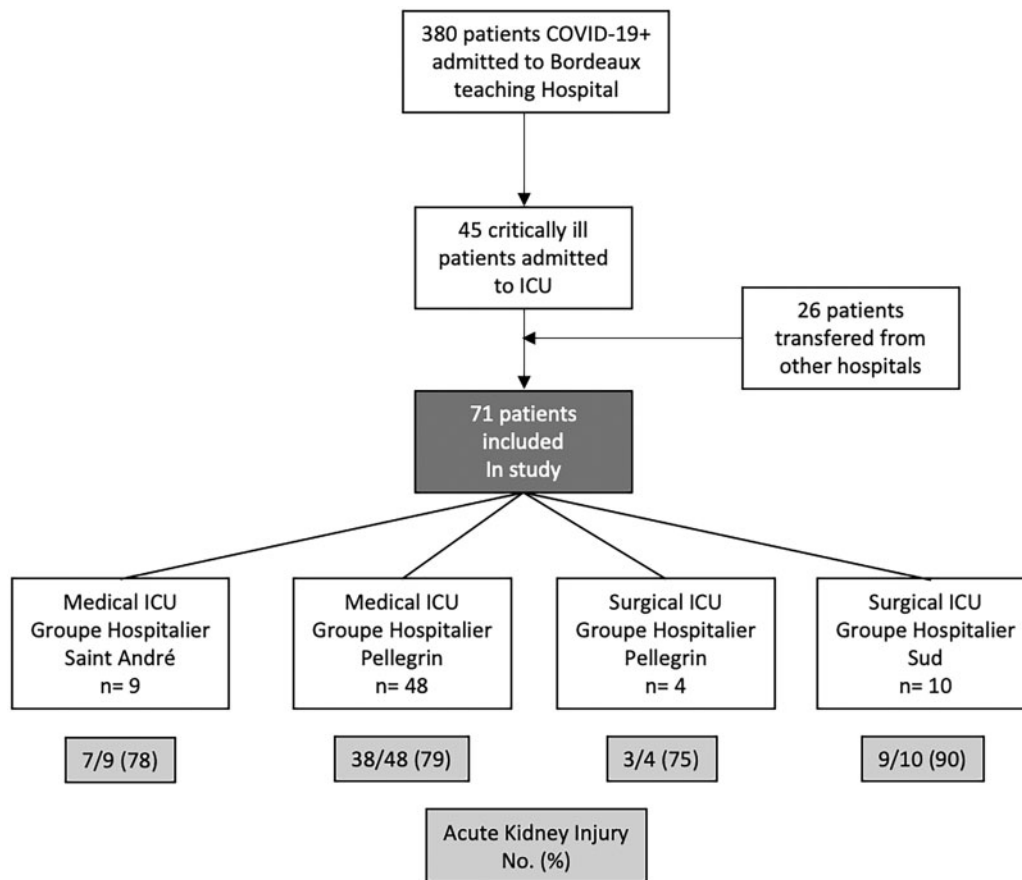 380 patients COVID-19+
admitted to Bordeaux
teaching Hospital
45 critically ill
patients admitted
to ICU
26 patients
transfered from
other hospitals
71 patients
included
In study
Medical ICU
Groupe Hospitalier
Saint André
n= 9
Medical ICU
Groupe Hospitalier
Pellegrin
n= 48
Surgical ICU
Groupe Hospitalier
Pellegrin
n= 4
Surgical ICU
Groupe Hospitalier
Sud
n= 10
7/9 (78)
38/48 (79)
3/4 (75)
9/10 (90)
Acute Kidney Injury
No. (%)